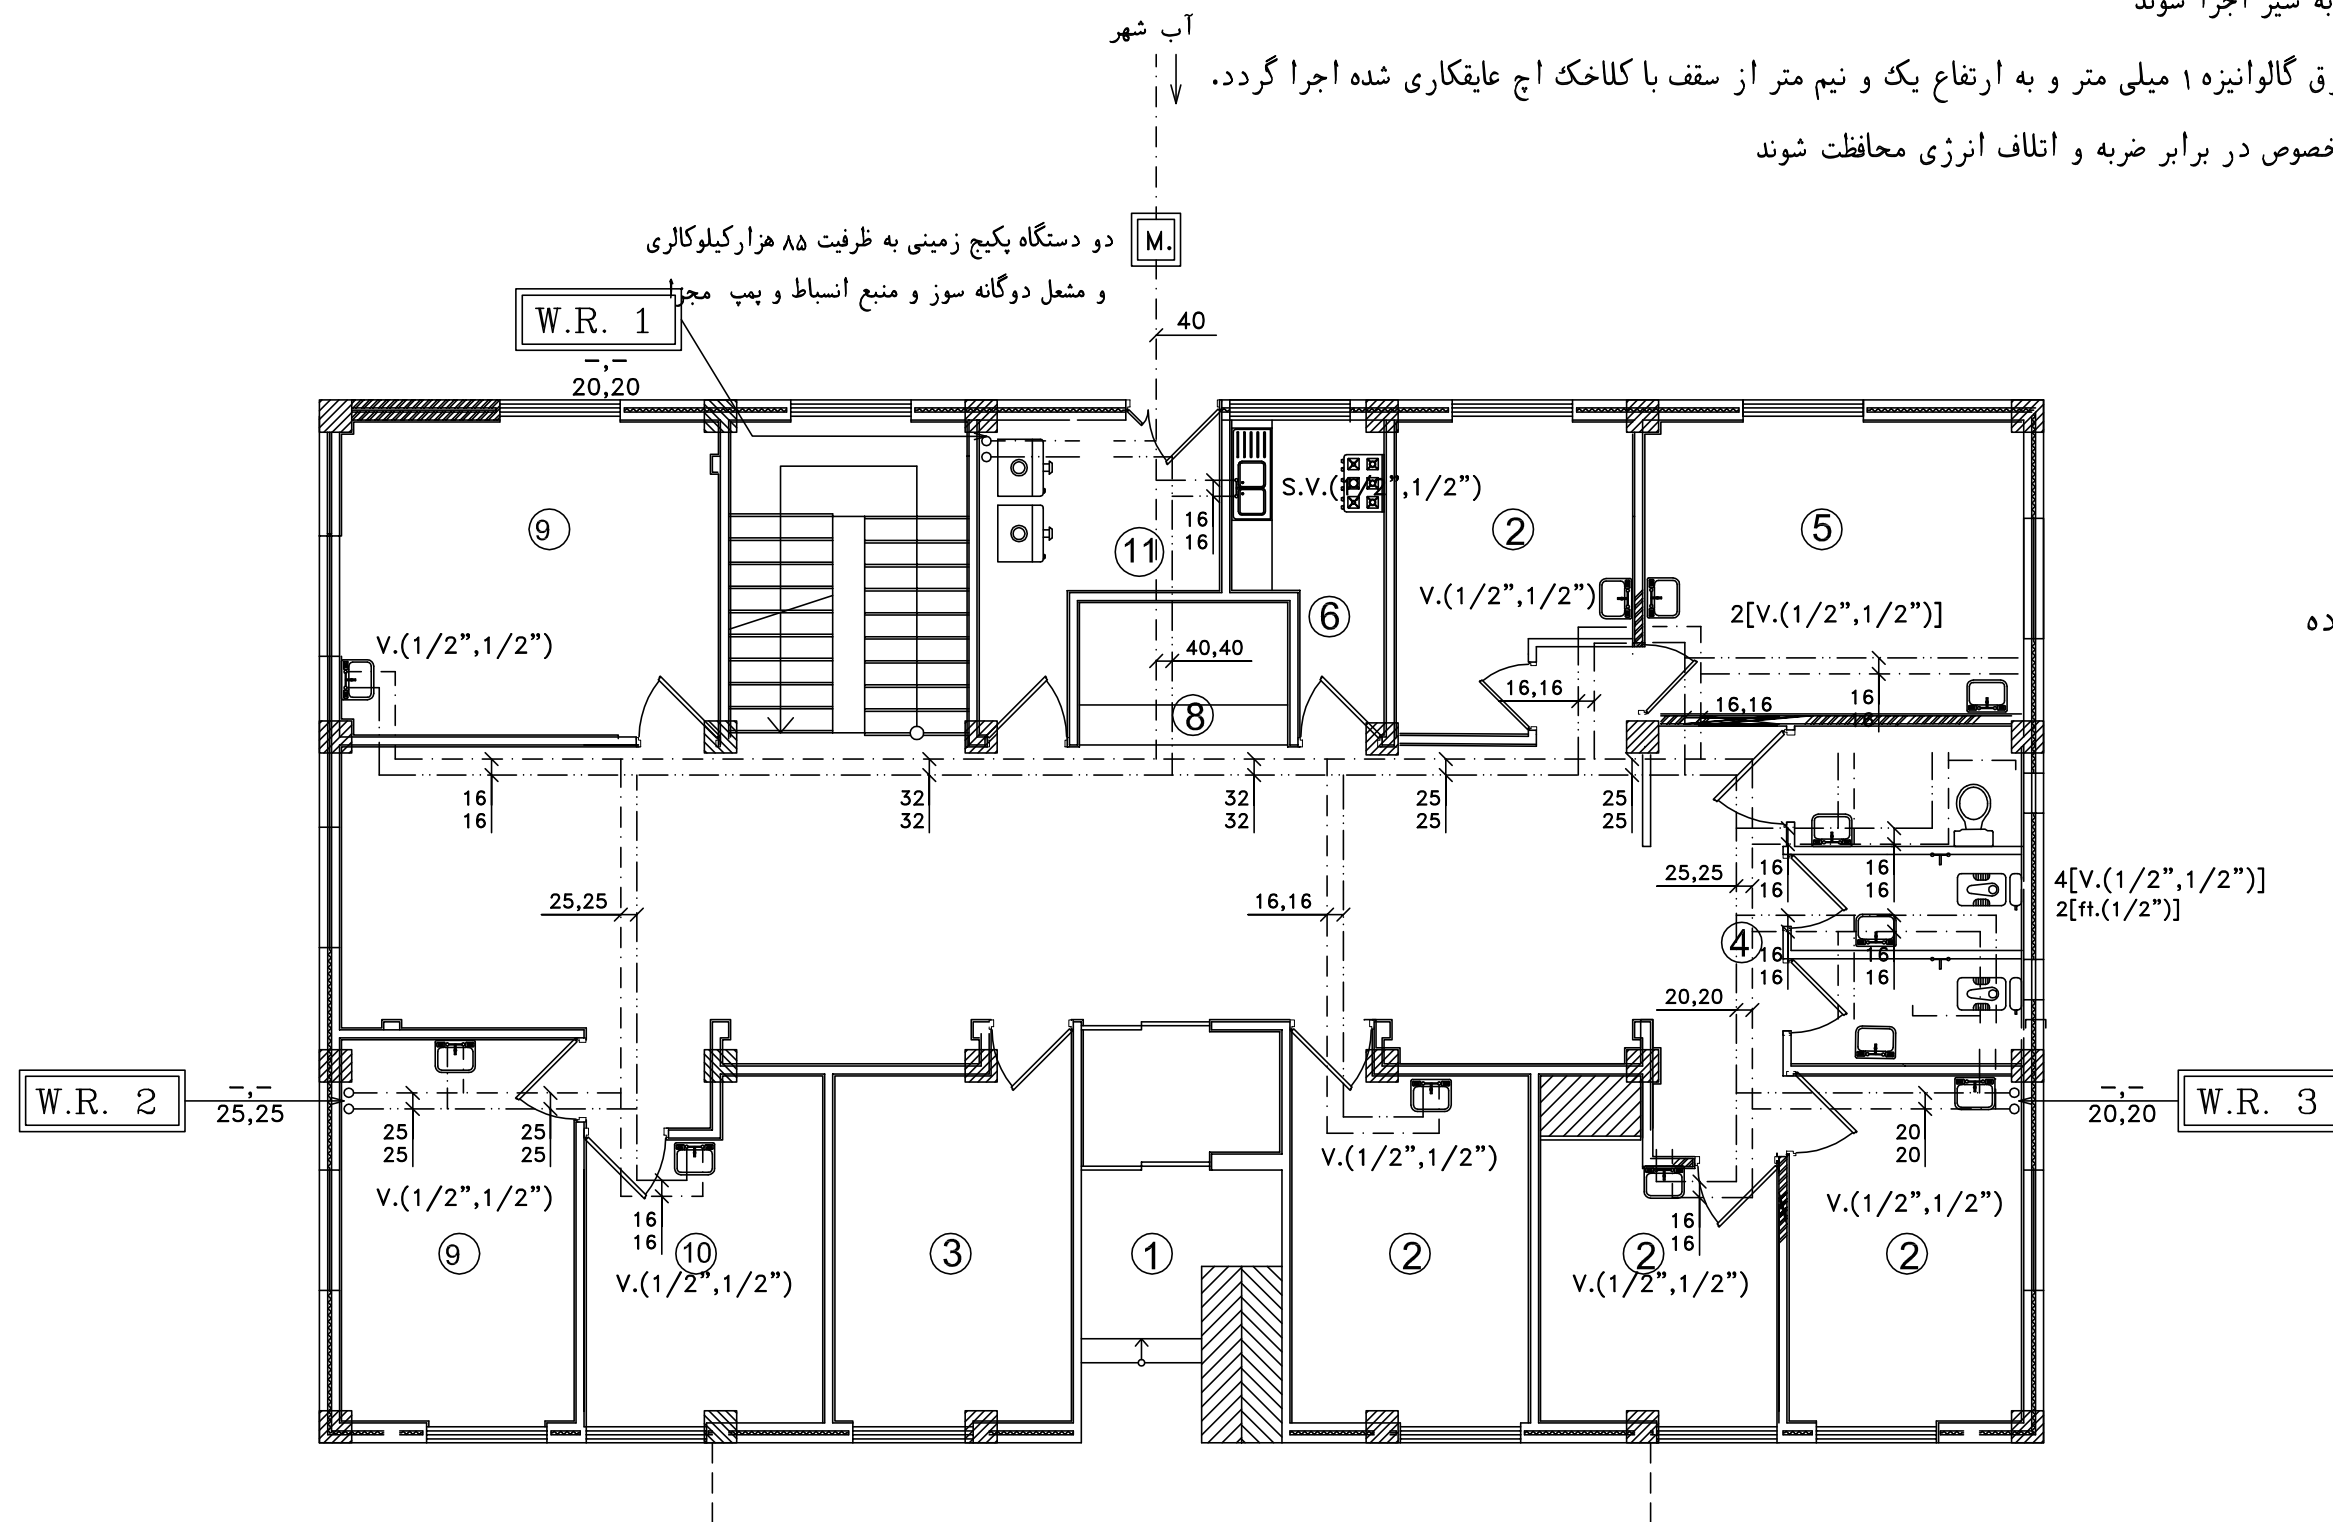 به سیر اجرا شوند
آب شهر
ق گالوانیزه ۱ میلی متر و به ارتفاع یک و نیم متر از سقف با کلاخک اچ عایقکاری شده اجرا گردد.
در برابر ضربه و اتلاف انرژی محافظت شوند
دو دستگاه پکیج زمینی به ظرفیت ۸۵ هزارکیلوکالری
M.
و مشعل دوگانه سوز و منبع انسباط و پمپ مجزا
W.R. 1
40
-,-
20,20
S.V.(1/2",1/2")
16
16
9
2
5
11
V.(1/2",1/2")
6
2[V.(1/2",1/2")]
ده
V.(1/2",1/2")
40,40
16,16
16,16
16
16
8
16
16
32
32
32
32
25
25
25
25
25,25
16,16
25,25
16
16
16
16
4[V.(1/2",1/2")]
2[ft.(1/2")]
4
16
16
16
16
20,20
W.R. 2
-,-
25,25
25
25
25
25
20
20
-,-
20,20
W.R. 3
V.(1/2",1/2")
V.(1/2",1/2")
V.(1/2",1/2")
16
16
16
16
9
10
3
1
2
2
2
V.(1/2",1/2")
V.(1/2",1/2")